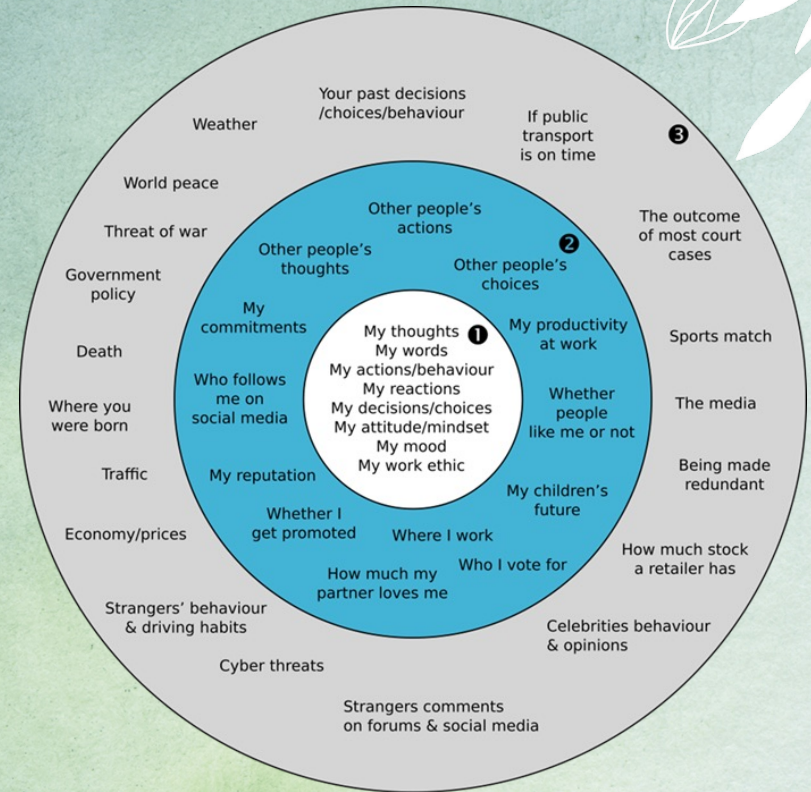 Your past decisions
/choices/behaviour
Weather
If public
transport
is on time
❸
World peace
Threat of war
Government
policy
Death
Where you
were born
Traffic
Economy/prices
Strangers’ behaviour
& driving habits
Cyber threats
Strangers comments
on forums & social media
Celebrities behaviour
& opinions
How much stock
a retailer has
Being made
redundant
The media
Sports match
The outcome
of most court
cases
Other people’s
actions
❷
Other people’s
thoughts
Other people’s
choices
My
commitments
My productivity
at work
Who follows
me on
social media
Whether
people
like me or not
My reputation
My children’s
future
Whether I
get promoted
Where I work
Who I vote for
How much my
partner loves me
My thoughts ❶
My words
My actions/behaviour
My reactions
My decisions/choices
My attitude/mindset
My mood
My work ethic